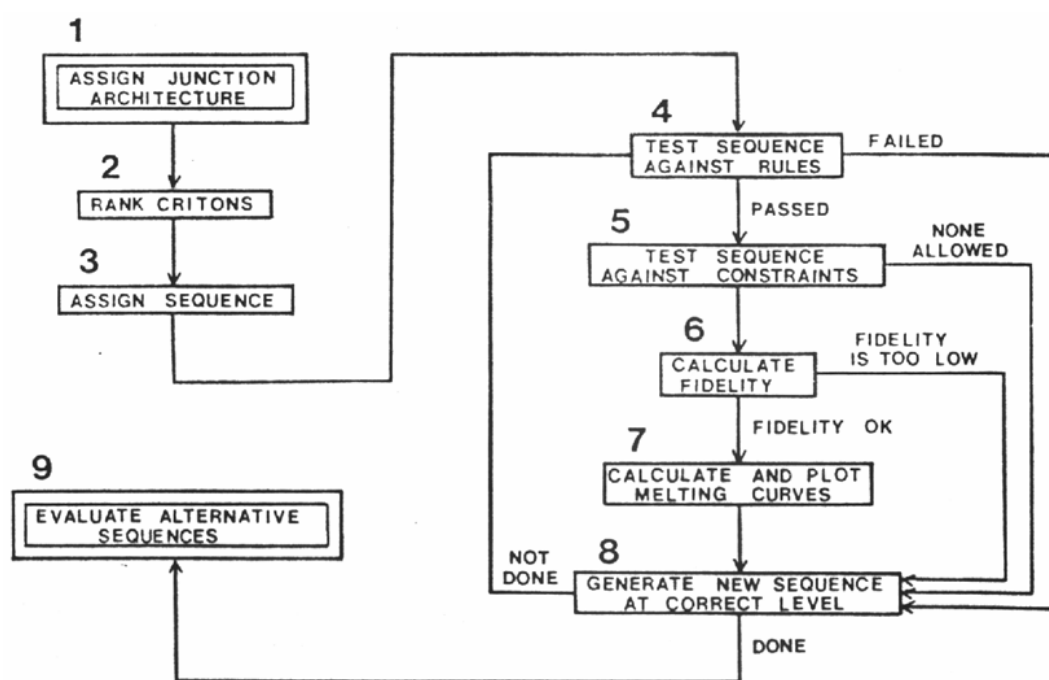 1
ASSIGN JUNCTION
ARCHITECTURE
2
RANK CRITONS
3
ASSIGN SEQUENCE
4
TEST SEQUENCE
AGAINST RULES
FAILED
PASSED
5
TEST SEQUENCE
AGAINST CONSTRAINTS
NONE
ALLOWED
6
CALCULATE
FIDELITY
FIDELITY
IS TOO LOW
FIDELITY OK
7
CALCULATE AND PLOT
MELTING CURVES
8
GENERATE NEW SEQUENCE
AT CORRECT LEVEL
NOT
DONE
DONE
9
EVALUATE ALTERNATIVE
SEQUENCES